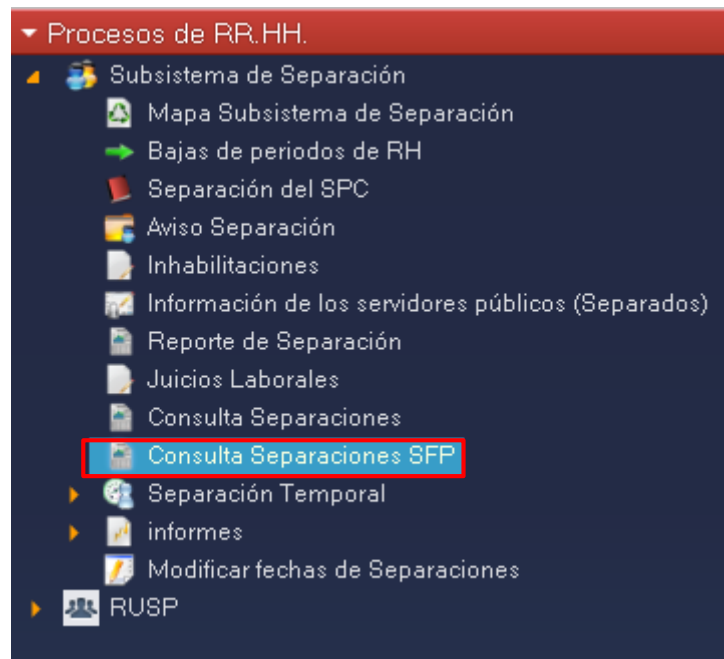 Procesos de RR.HH.
Subsistema de Separación
Mapa Subsistema de Separación
Bajas de periodos de RH
Separación del SPC
Aviso Separación
Inhabilitaciones
Información de los servidores públicos (Separados)
Reporte de Separación
Juicios Laborales
Consulta Separaciones
Consulta Separaciones SFP
Separación Temporal
informes
Modificar fechas de Separaciones
RUSP